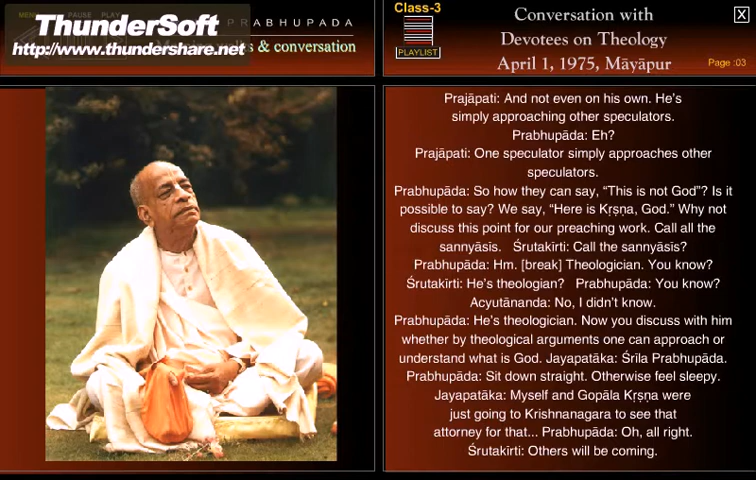 MENU PAUSE PLAY
ThunderSoft
http://www.thundershare.net
PRABHUPADA
& conversation
Class-3
PLAYLIST
Conversation with
Devotees on Theology
April 1, 1975, Māyāpur
X
Page :03
Prajāpati: And not even on his own. He's
simply approaching other speculators.
Prabhupāda: Eh?
Prajāpati: One speculator simply approaches other
speculators.
Prabhupāda: So how they can say, “This is not God”? Is it
possible to say? We say, “Here is Kṛṣṇa, God.” Why not
discuss this point for our preaching work. Call all the
sannyāsis. Śrutakīrti: Call the sannyāsis?
Prabhupāda: Hm. [break] Theologician. You know?
Śrutakīrti: He's theologian? Prabhupāda: You know?
Acyutānanda: No, I didn't know.
Prabhupāda: He's theologician. Now you discuss with him
whether by theological arguments one can approach or
understand what is God. Jayapatāka: Śrīla Prabhupāda.
Prabhupāda: Sit down straight. Otherwise feel sleepy.
Jayapatāka: Myself and Gopāla Kṛṣṇa were
just going to Krishnanagara to see that
attorney for that... Prabhupāda: Oh, all right.
Śrutakīrti: Others will be coming.